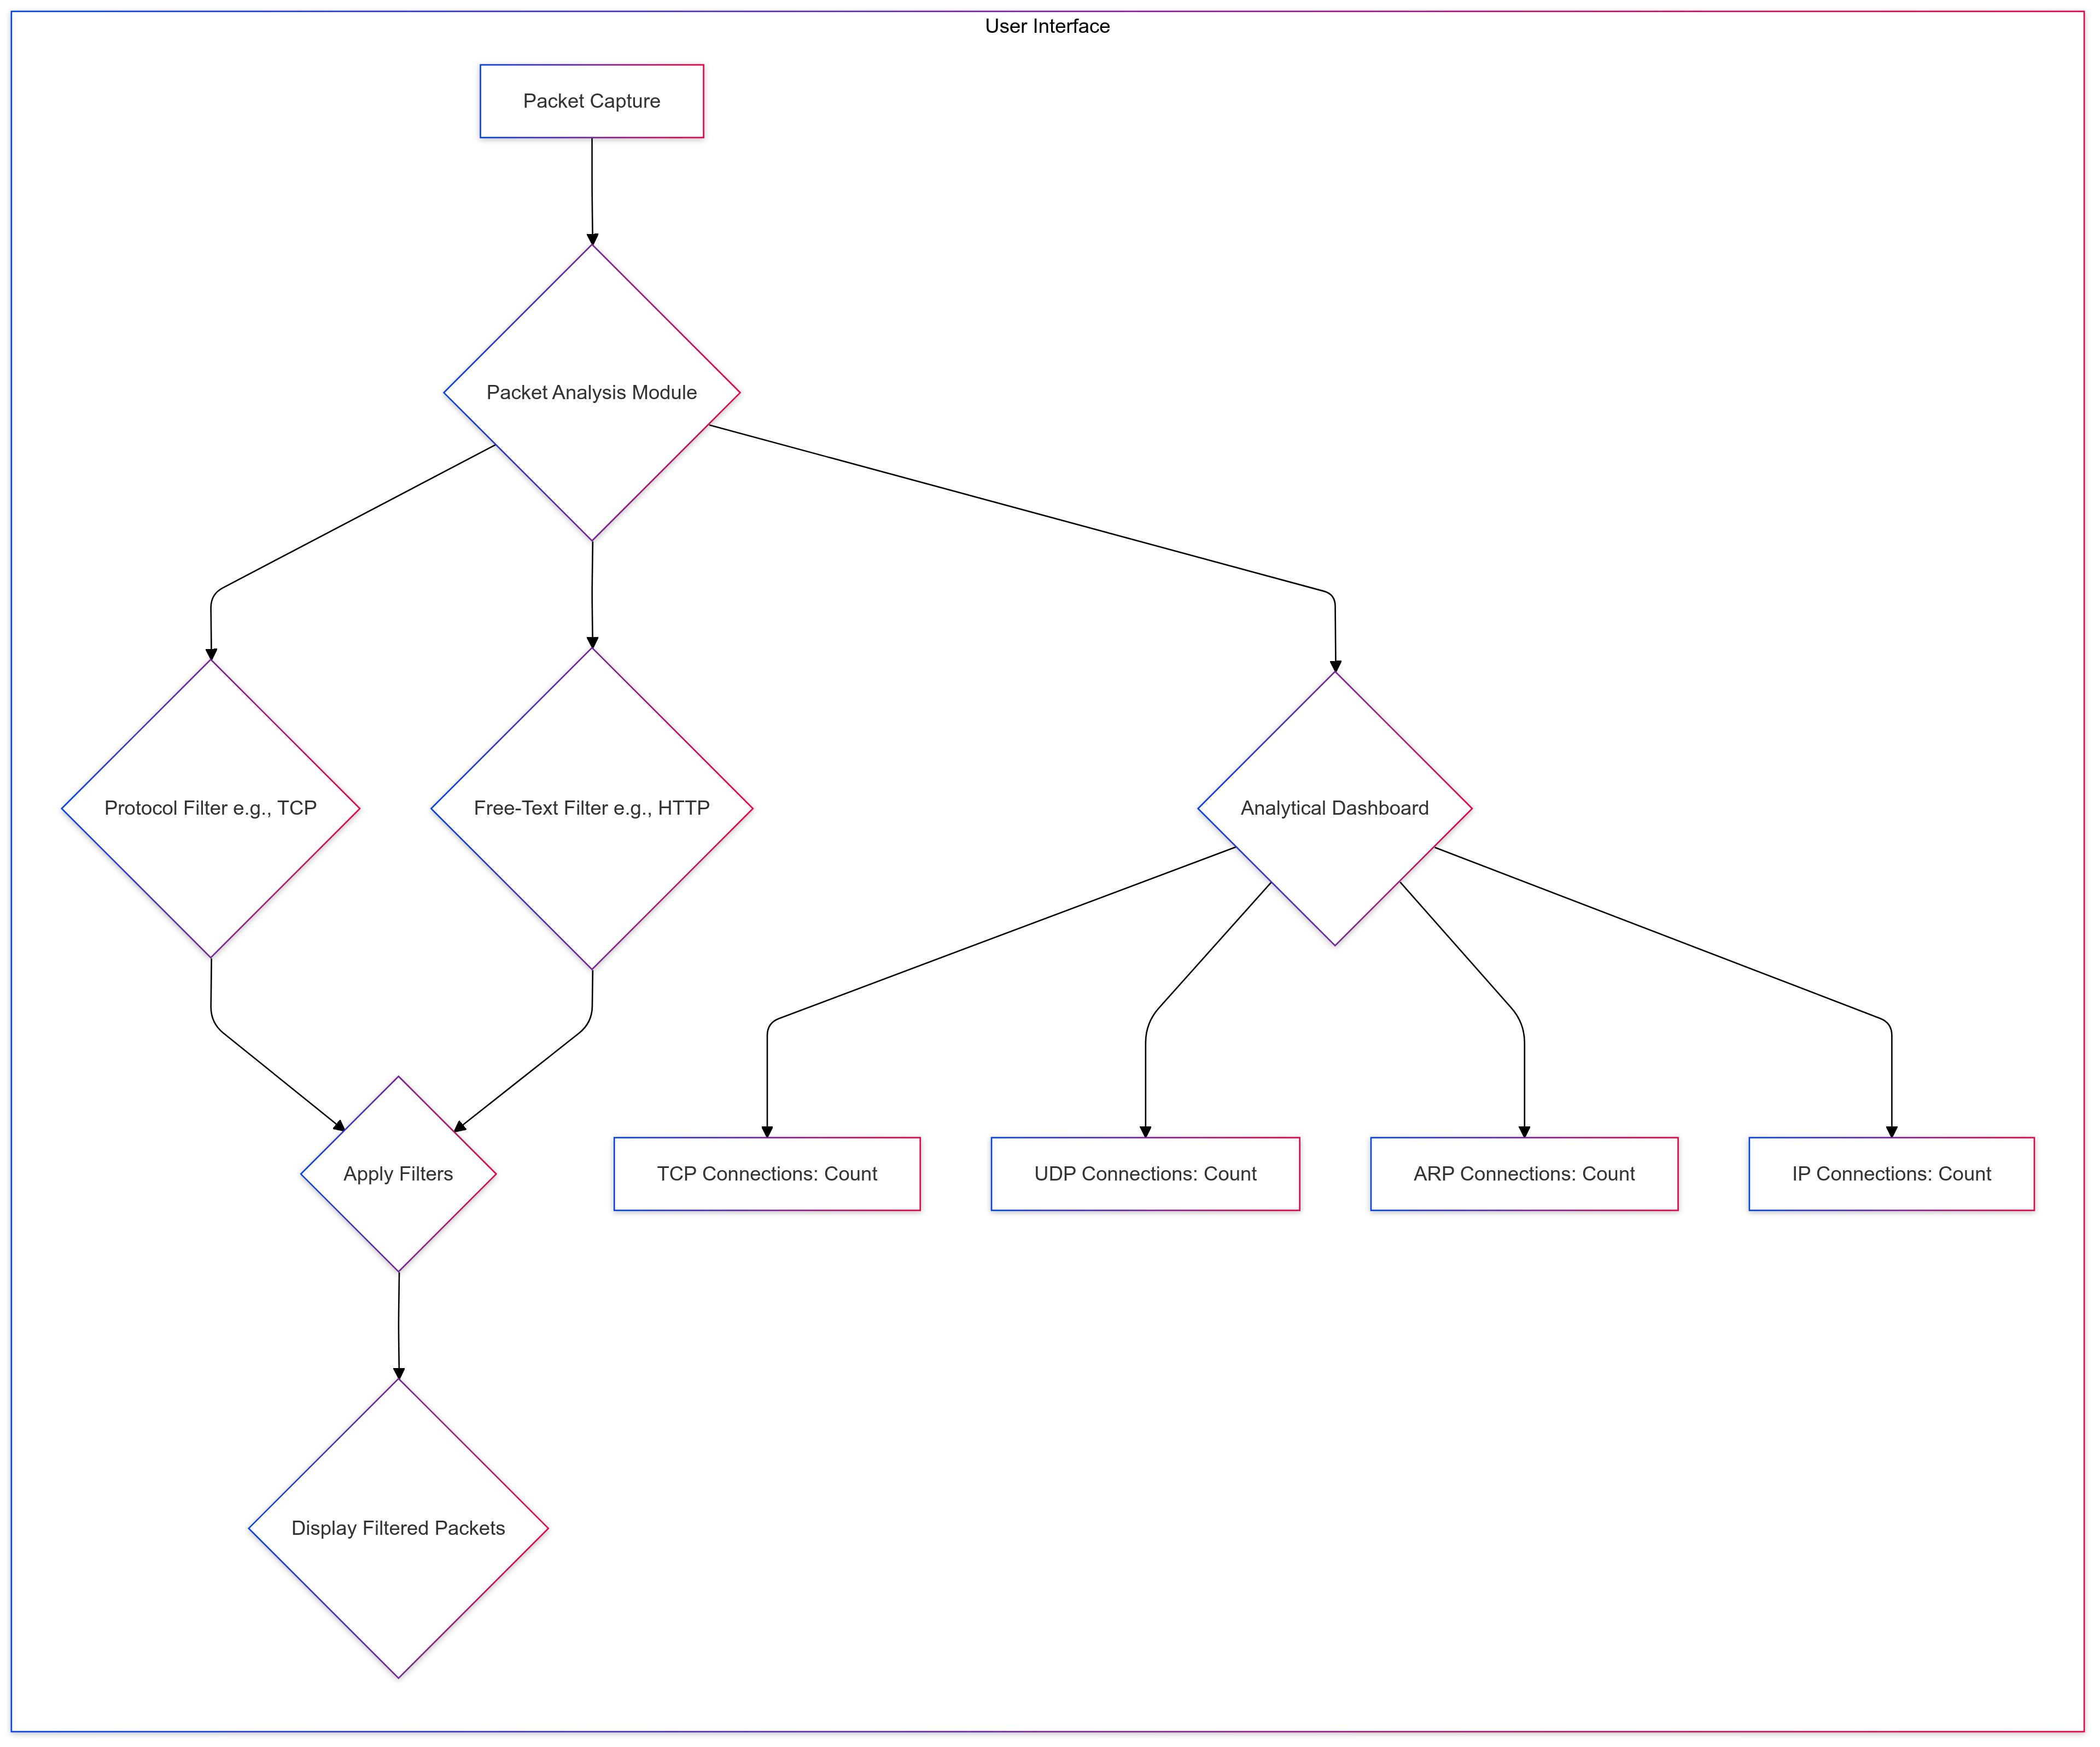 User Interface
Packet Capture
Packet Analysis Module
Protocol Filter e.g., TCP
Free-Text Filter e.g., HTTP
Analytical Dashboard
Apply Filters
TCP Connections: Count
UDP Connections: Count
ARP Connections: Count
IP Connections: Count
Display Filtered Packets